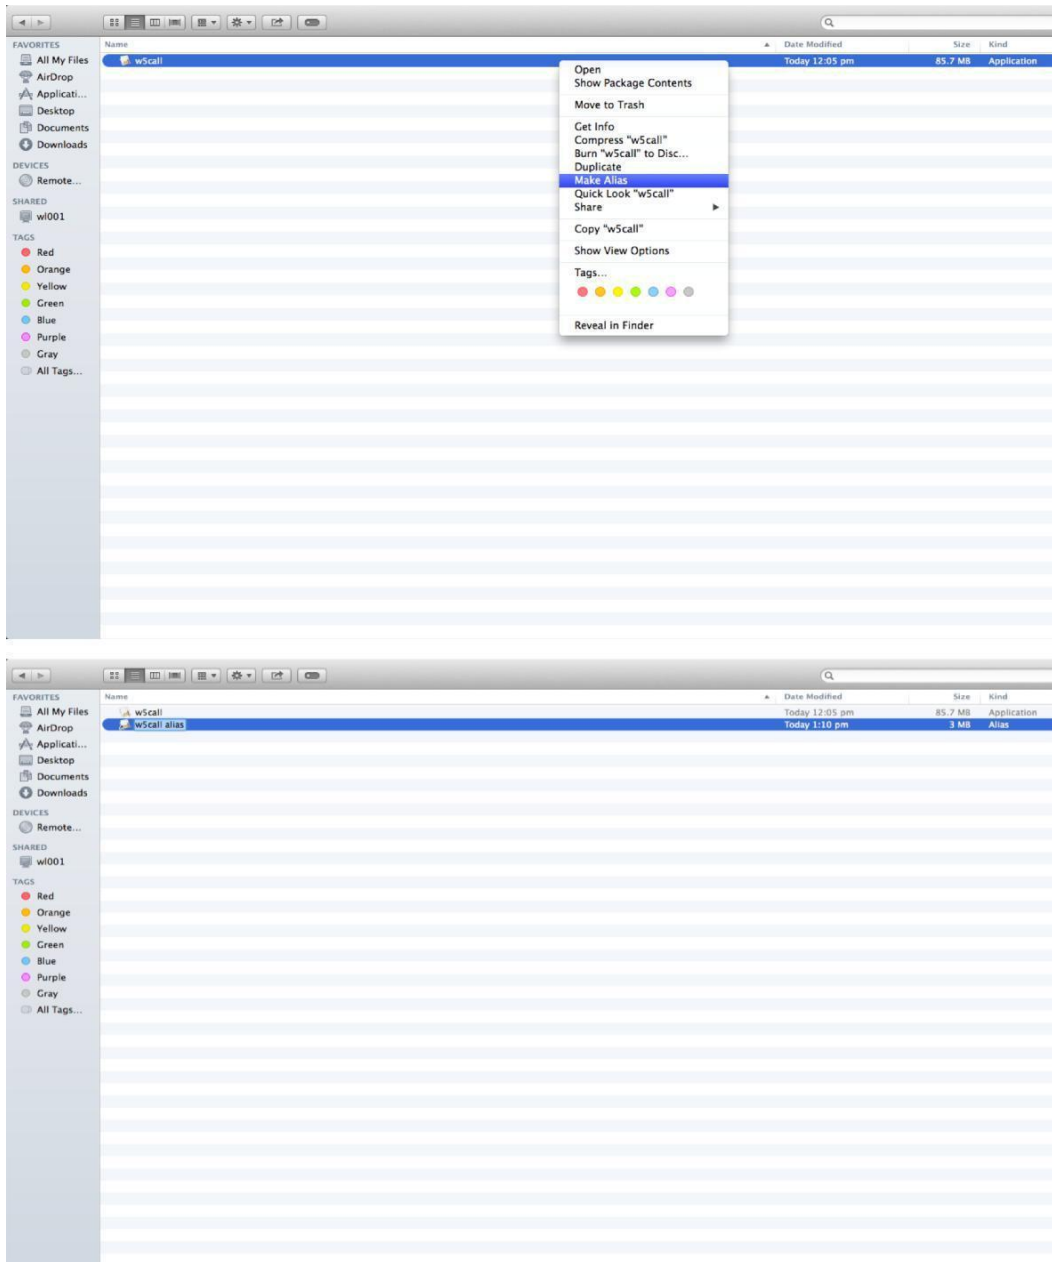 FAVORITES
All My Files
AirDrop
Applicati...
Desktop
Documents
Downloads
DEVICES
Remote...
SHARED
wl001
TAGS
Red
Orange
Yellow
Green
Blue
Purple
Gray
All Tags...
Name Date Modified Size Kind
w5call Today 12:05 pm 85.7 MB Application
Open
Show Package Contents
Move to Trash
Get Info
Compress "w5call"
Burn "w5call" to Disc...
Duplicate
Make Alias
Quick Look "w5call"
Share
Copy "w5call"
Show View Options
Tags...
Reveal in Finder
FAVORITES
All My Files
AirDrop
Applicati...
Desktop
Documents
Downloads
DEVICES
Remote...
SHARED
wl001
TAGS
Red
Orange
Yellow
Green
Blue
Purple
Gray
All Tags...
Name Date Modified Size Kind
w5call Today 12:05 pm 85.7 MB Application
w5call alias Today 1:10 pm 3 MB Alias